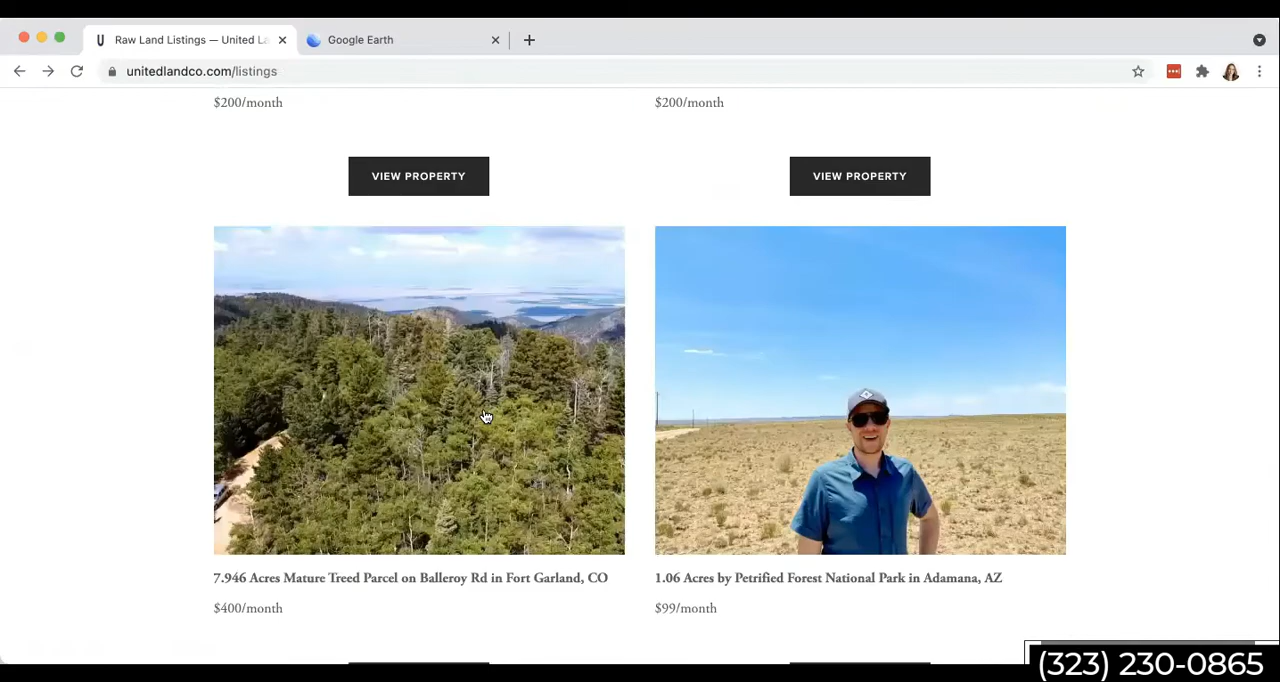 Raw Land Listings — United La
Google Earth
unitedlandco.com/listings
$200/month
$200/month
VIEW PROPERTY
VIEW PROPERTY
7.946 Acres Mature Treed Parcel on Balleroy Rd in Fort Garland, CO
1.06 Acres by Petrified Forest National Park in Adamana, AZ
$400/month
$99/month
(323) 230-0865